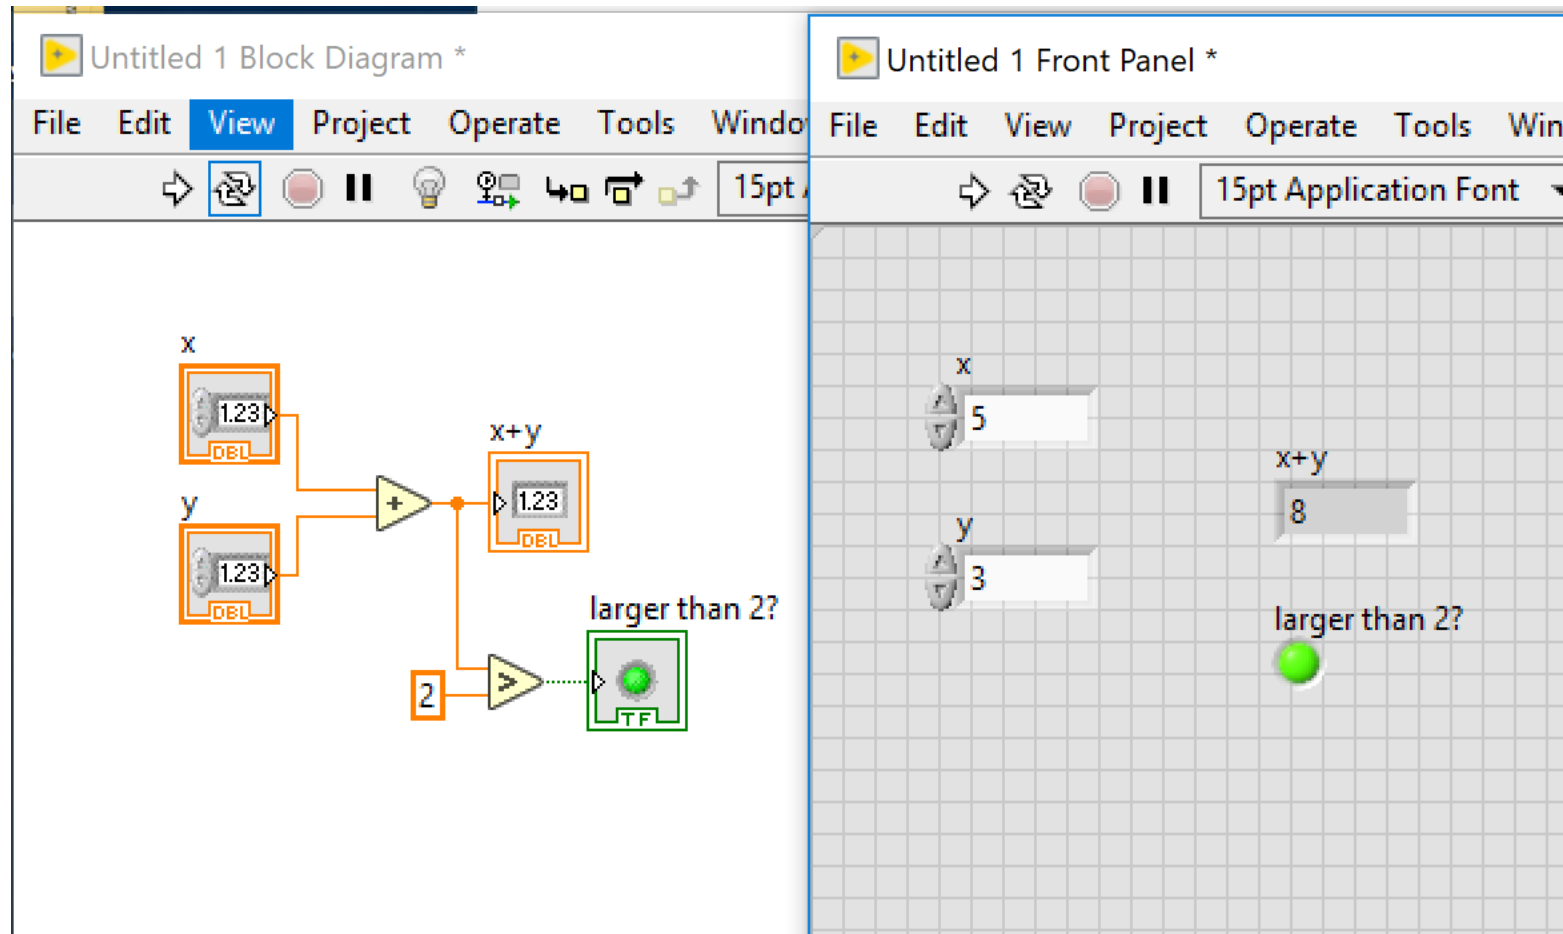 Untitled 1 Block Diagram *
File Edit View Project Operate Tools Windo
15pt
x
1.23
DBL
y
1.23
DBL
+
x+y
1.23
DBL
larger than 2?
2
>
TF
Untitled 1 Front Panel *
File Edit View Project Operate Tools Win
15pt Application Font
x
5
y
3
x+y
8
larger than 2?